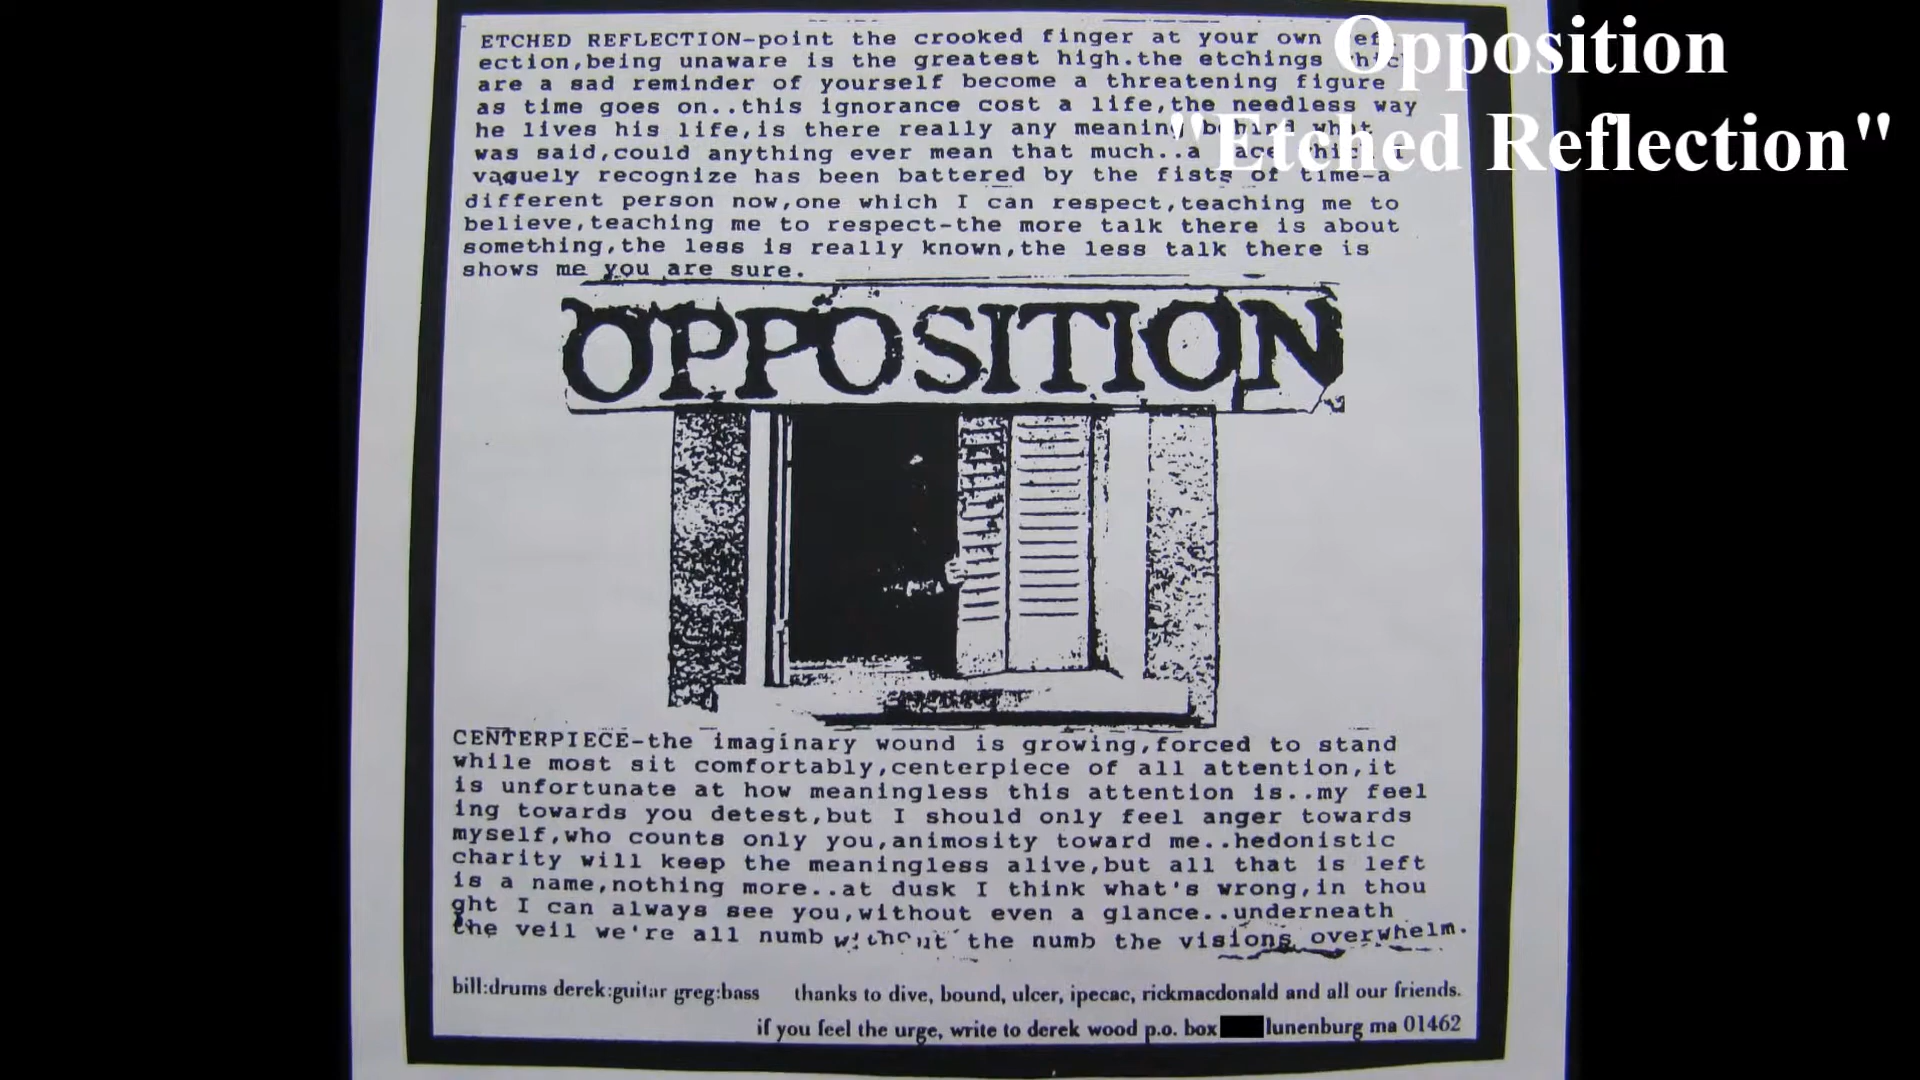 Opposition
"Etched Reflection"
ETCHED REFLECTION-point the crooked finger at your own
ection,being unaware is the greatest high.the etchings
are a sad reminder of yourself become a threatening figure
as time goes on..this ignorance cost a life,the needless way
he lives his life,is there really any meaning behind what
was said,could anything ever mean that much..a
vaguely recognize has been battered by the fists of time-a
different person now,one which I can respect,teaching me to
believe,teaching me to respect-the more talk there is about
something,the less is really known,the less talk there is
shows me you are sure.
OPPOSITION
CENTERPIECE-the imaginary wound is growing,forced to stand
while most sit comfortably,centerpiece of all attention,it
is unfortunate at how meaningless this attention is..my feel
ing towards you detest,but I should only feel anger towards
myself,who counts only you,animosity toward me..hedonistic
charity will keep the meaningless alive,but all that is left
is a name,nothing more..at dusk I think what's wrong,in thou
ght I can always see you,without even a glance..underneath
the veil we're all numb without the numb the visions overwhelm.
bill:drums derek:guitar greg:bass thanks to dive, bound, ulcer, ipecac, rickmacdonald and all our friends.
if you feel the urge, write to derek wood p.o. box lunenburg ma 01462